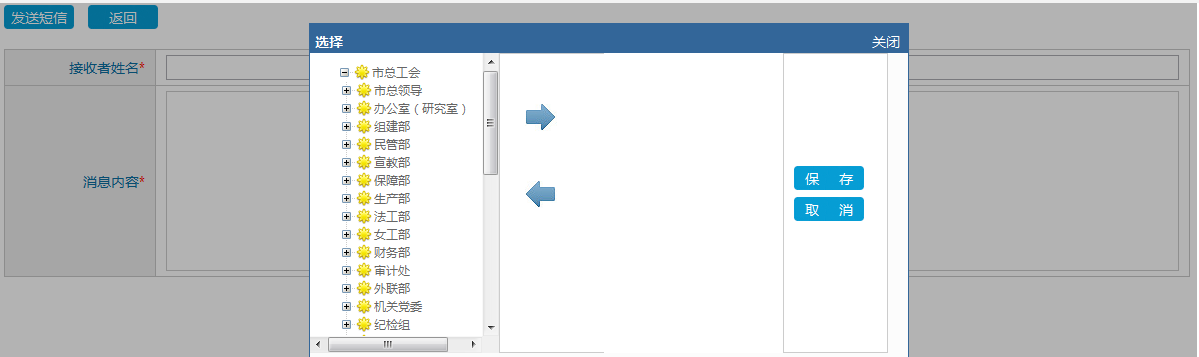 发送短信 返回
选择 关闭
接收者姓名*
消息内容*
市总工会
市总领导
办公室（研究室）
组建部
民管部
宣教部
保障部
生产部
法工部
女工部
财务部
审计处
外联部
机关党委
纪检组
保 存
取 消